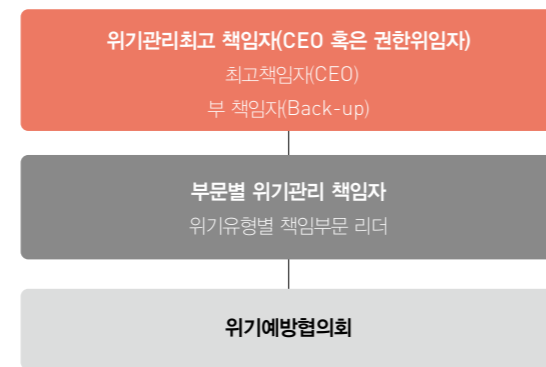 위기관리최고 책임자(CEO 혹은 권한위임자)
최고책임자(CEO)
부 책임자(Back-up)
부문별 위기관리 책임자
위기유형별 책임부문 리더
위기예방협의회